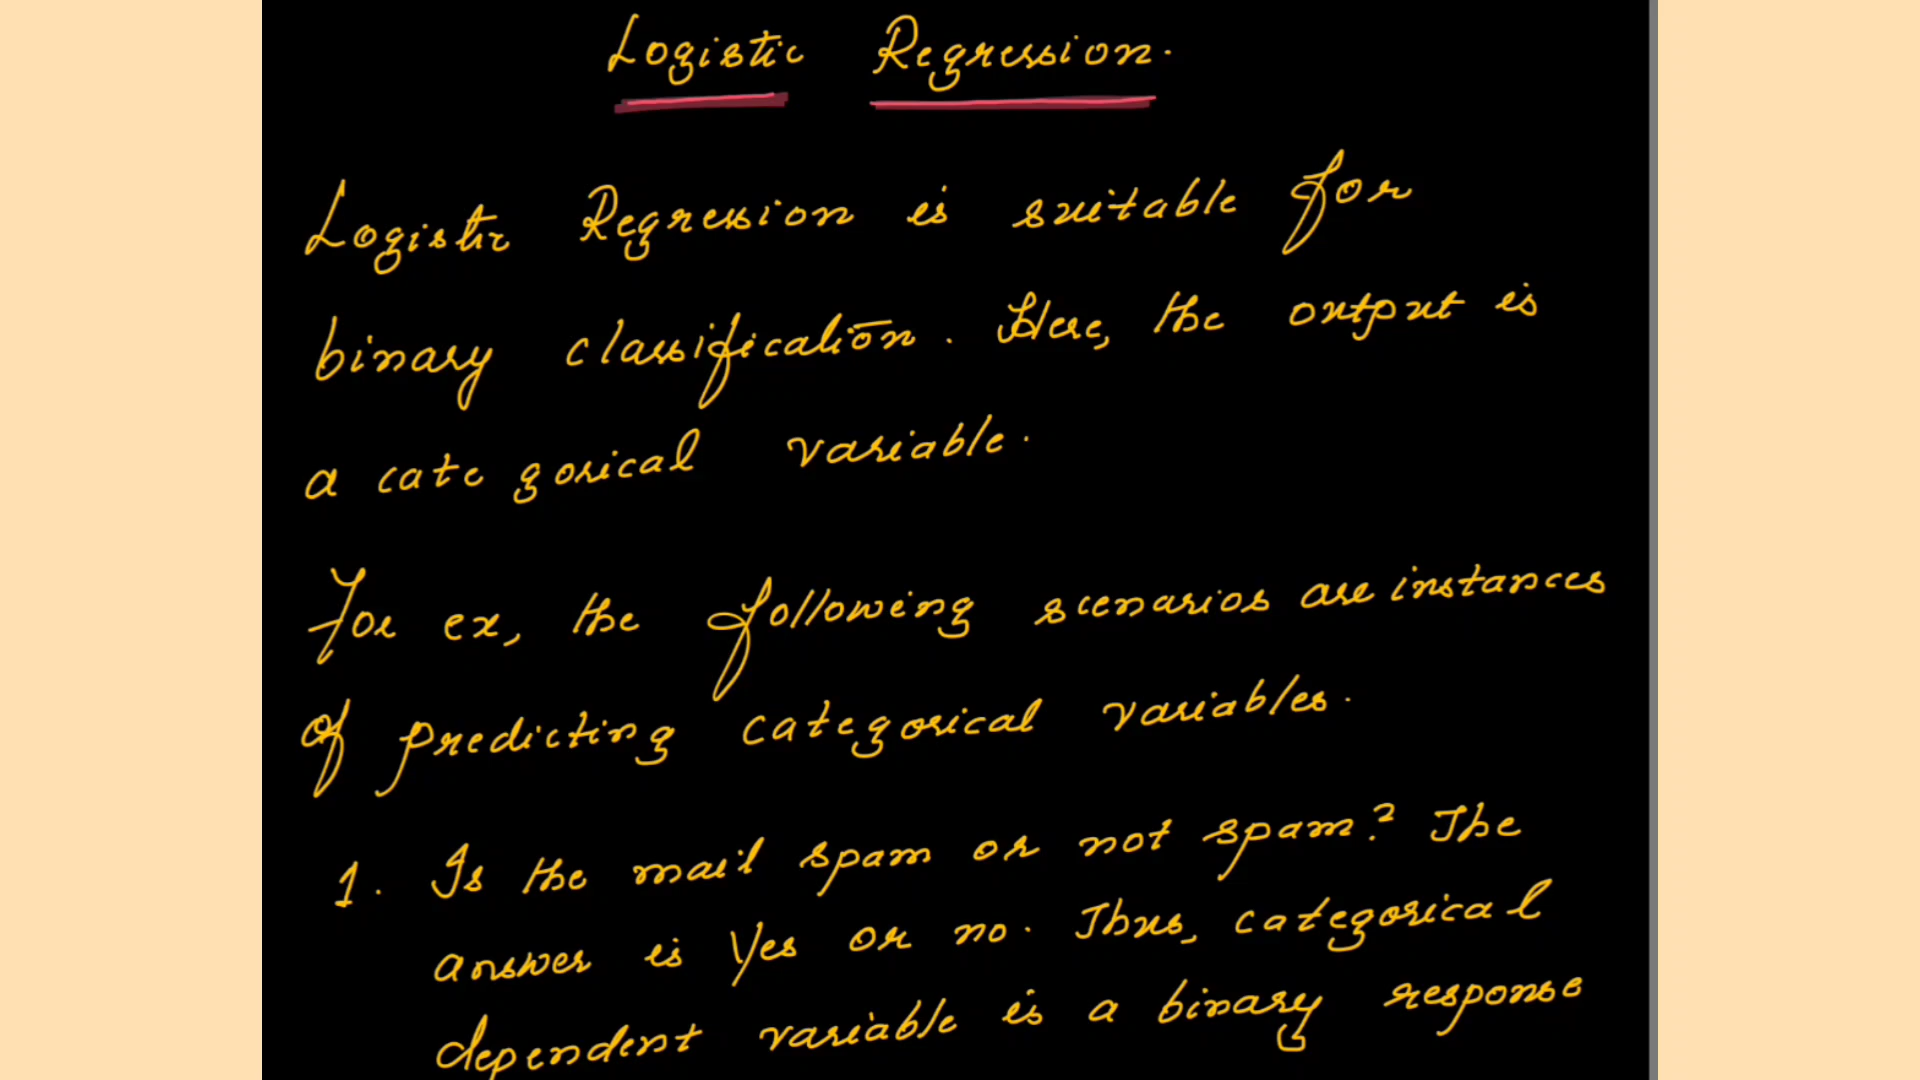 Logistic Regression.
Logistic Regression is suitable for
binary classification. Here, the output is
a categorical variable.
For ex, the following scenarios are instances
of predicting categorical variables.
1. Is the mail spam or not spam? The
answer is Yes or no. Thus, categorical
dependent variable is a binary response